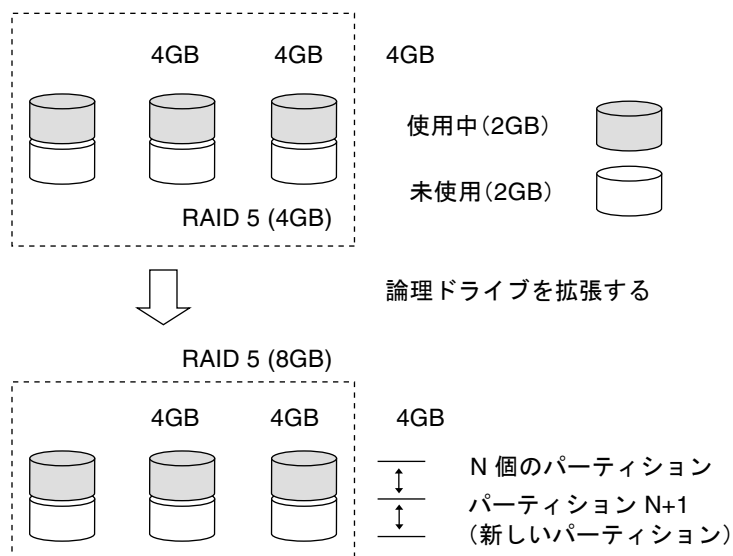 4GB 4GB 4GB
使用中(2GB)
未使用(2GB)
RAID 5 (4GB)
論理ドライブを拡張する
RAID 5 (8GB)
4GB 4GB 4GB
N 個のパーティション
パーティション N+1
(新しいパーティション)